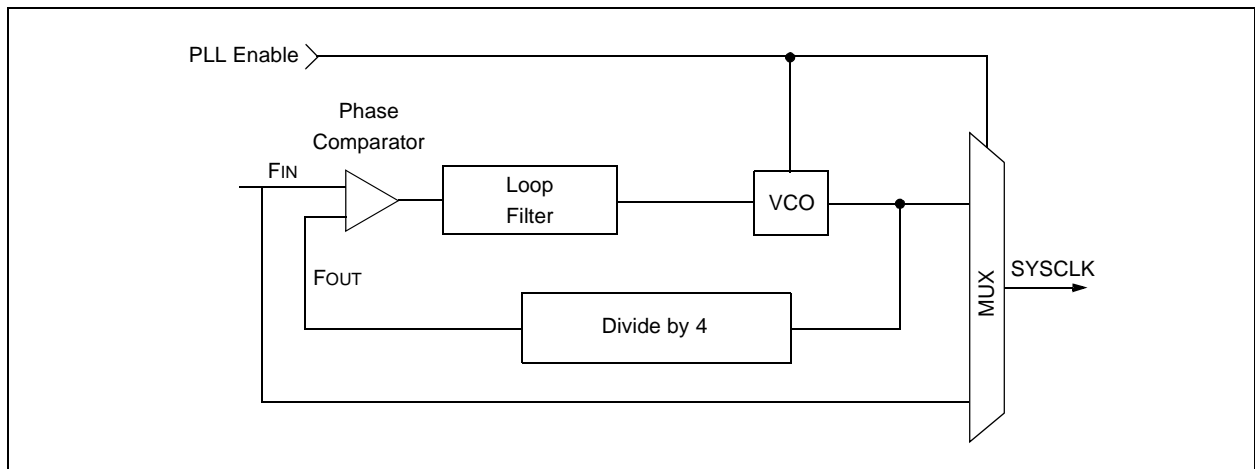 PLL Enable
Phase
Comparator
FIN
Loop
Filter
VCO
FOUT
Divide by 4
MUX
SYSCLK